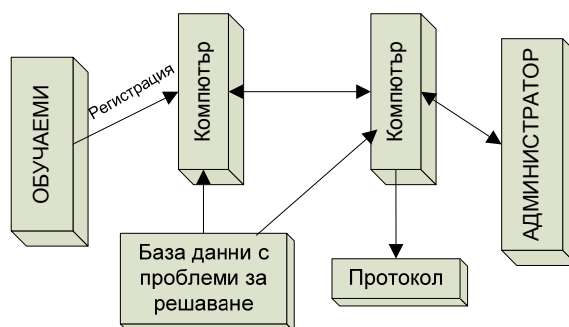 ОБУЧАЕМИ
Регистрация
Компютър
Компютър
АДМИНИСТРАТОР
База данни с
проблеми за
решаване
Протокол